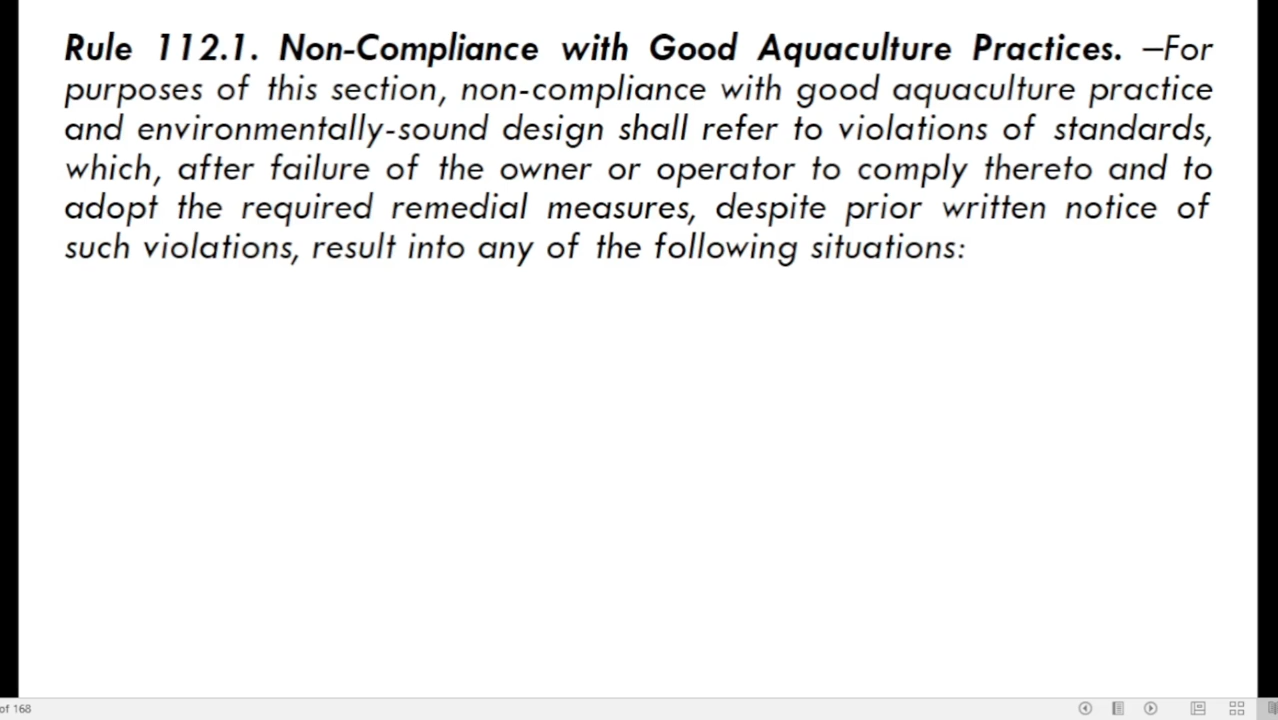 Rule 112.1. Non-Compliance with Good Aquaculture Practices. –For
purposes of this section, non-compliance with good aquaculture practice
and environmentally-sound design shall refer to violations of standards,
which, after failure of the owner or operator to comply thereto and to
adopt the required remedial measures, despite prior written notice of
such violations, result into any of the following situations:
of 168